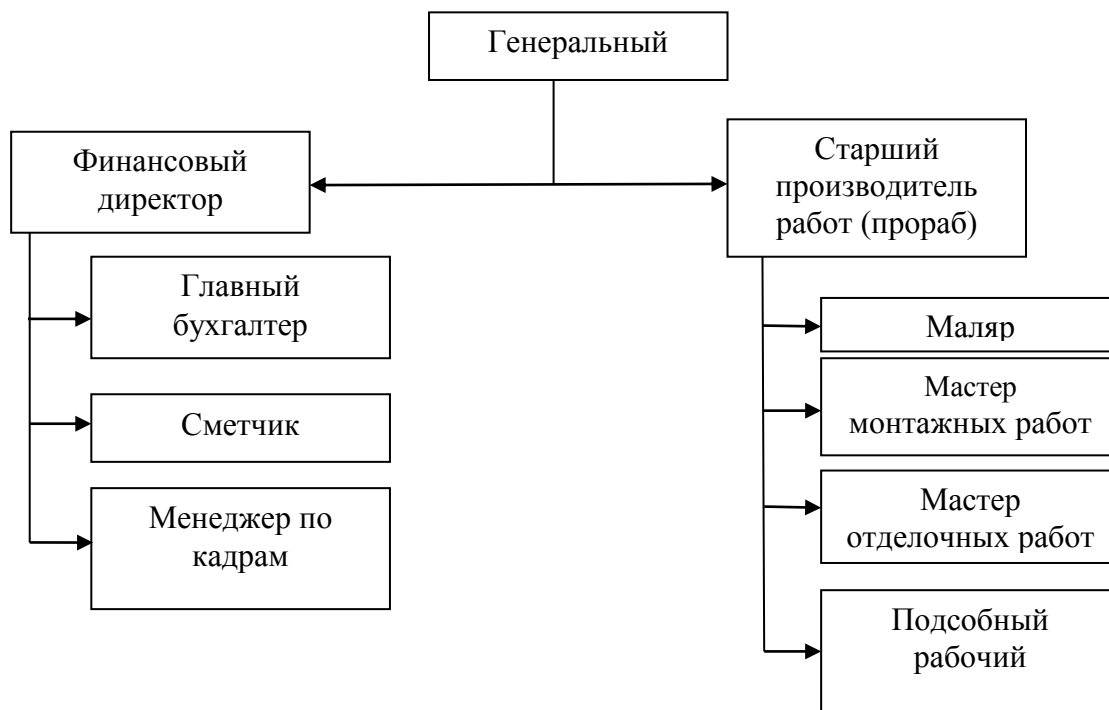 Генеральный
Финансовый
директор
Старший
производитель
работ (прораб)
Главный
бухгалтер
Сметчик
Менеджер по
кадрам
Маляр
Мастер
монтажных работ
Мастер
отделочных работ
Подсобный
рабочий